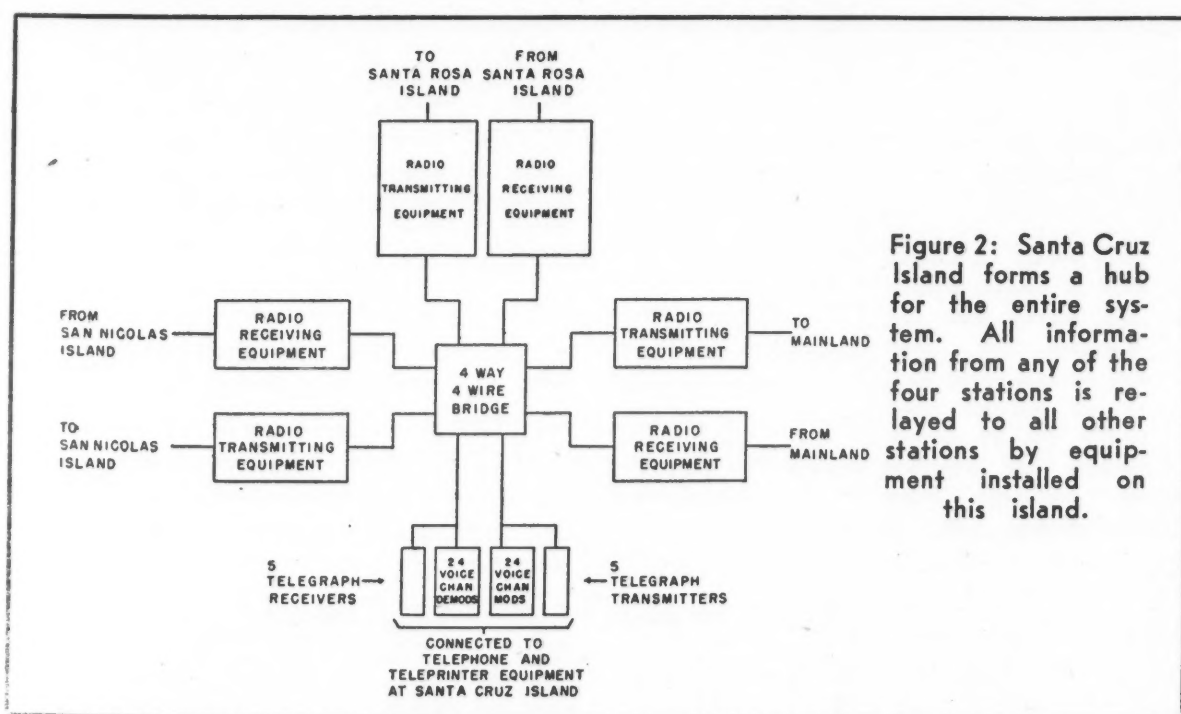 TO
SANTA ROSA
ISLAND
FROM
SANTA ROSA
ISLAND
RADIO
TRANSMITTING
EQUIPMENT
RADIO
RECEIVING
EQUIPMENT
FROM
SAN NICOLAS
ISLAND
RADIO
RECEIVING
EQUIPMENT
RADIO
TRANSMITTING
EQUIPMENT
TO
MAINLAND
4 WAY
4 WIRE
BRIDGE
TO
SAN NICOLAS
ISLAND
RADIO
TRANSMITTING
EQUIPMENT
RADIO
RECEIVING
EQUIPMENT
FROM
MAINLAND
5
TELEGRAPH
RECEIVERS
24
VOICE
CHAN
DEMODS
24
VOICE
CHAN
MODS
5
TELEGRAPH
TRANSMITTERS
CONNECTED TO
TELEPHONE AND
TELEPRINTER EQUIPMENT
AT SANTA CRUZ ISLAND
Figure 2: Santa Cruz
Island forms a hub
for the entire sys-
tem. All informa-
tion from any of the
four stations is re-
layed to all other
stations by equip-
ment installed on
this island.